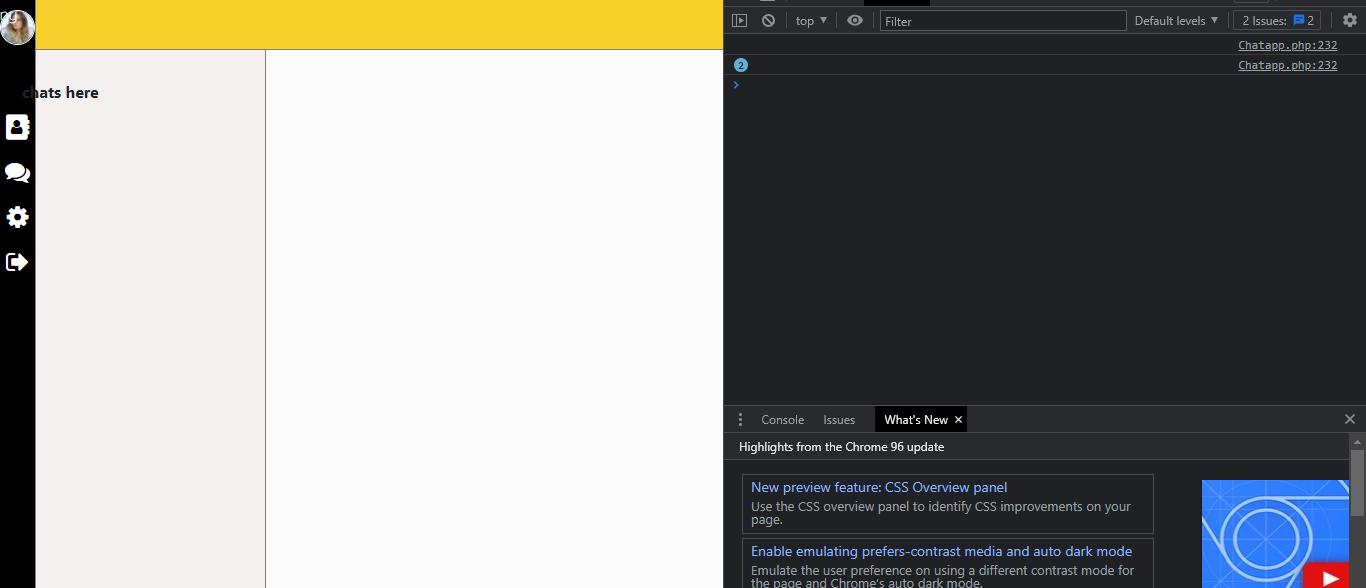 chats here
top ▼
Filter
Default levels ▼
2 Issues: 2
Chatapp.php:232
2
Chatapp.php:232
Console
Issues
What's New ×
Highlights from the Chrome 96 update
New preview feature: CSS Overview panel
Use the CSS overview panel to identify CSS improvements on your
page.
Enable emulating prefers-contrast media and auto dark mode
Emulate the user preference on using a different contrast mode for
the page and Chrome's auto dark mode.